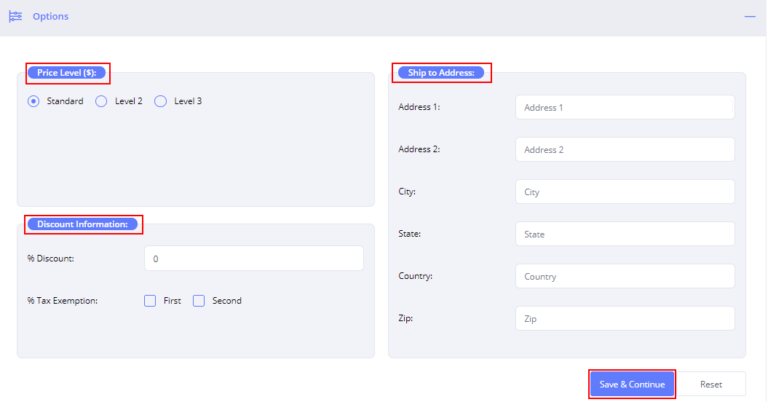 Options
Price Level ($):
Standard Level 2 Level 3
Discount Information:
% Discount: 0
% Tax Exemption: First Second
Ship to Address:
Address 1: Address 1
Address 2: Address 2
City: City
State: State
Country: Country
Zip: Zip
Save & Continue Reset